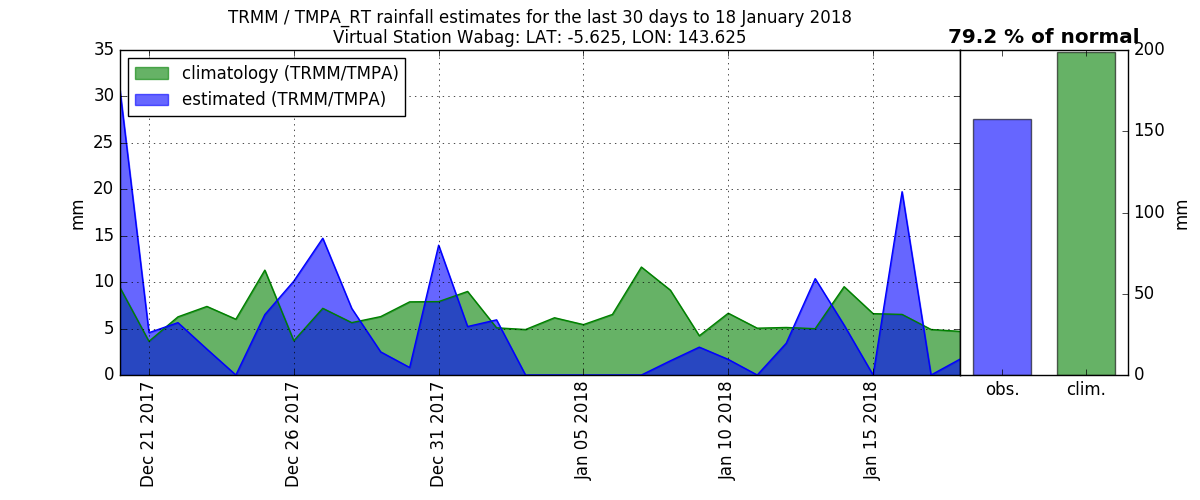 TRMM / TMPA_RT rainfall estimates for the last 30 days to 18 January 2018
Virtual Station Wabag: LAT: -5.625, LON: 143.625
79.2 % of normal
climatology (TRMM/TMPA)
estimated (TRMM/TMPA)
35
30
25
20
15
10
5
0
mm
Dec 21 2017
Dec 26 2017
Dec 31 2017
Jan 05 2018
Jan 10 2018
Jan 15 2018
obs.
clim.
200
150
100
50
0
mm